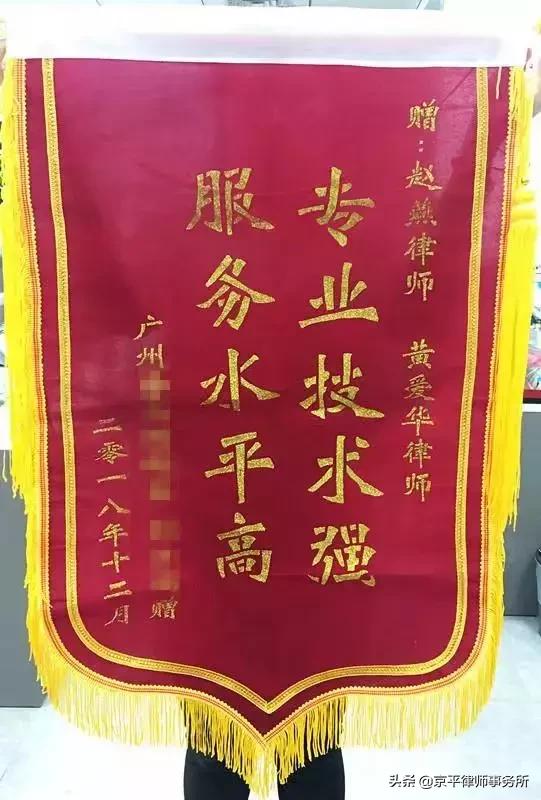 赠：赵燕律师 黄爱华律师
专业技术强
服务水平高
广州 赠
二零一八年十二月
头条 @京平律师事务所